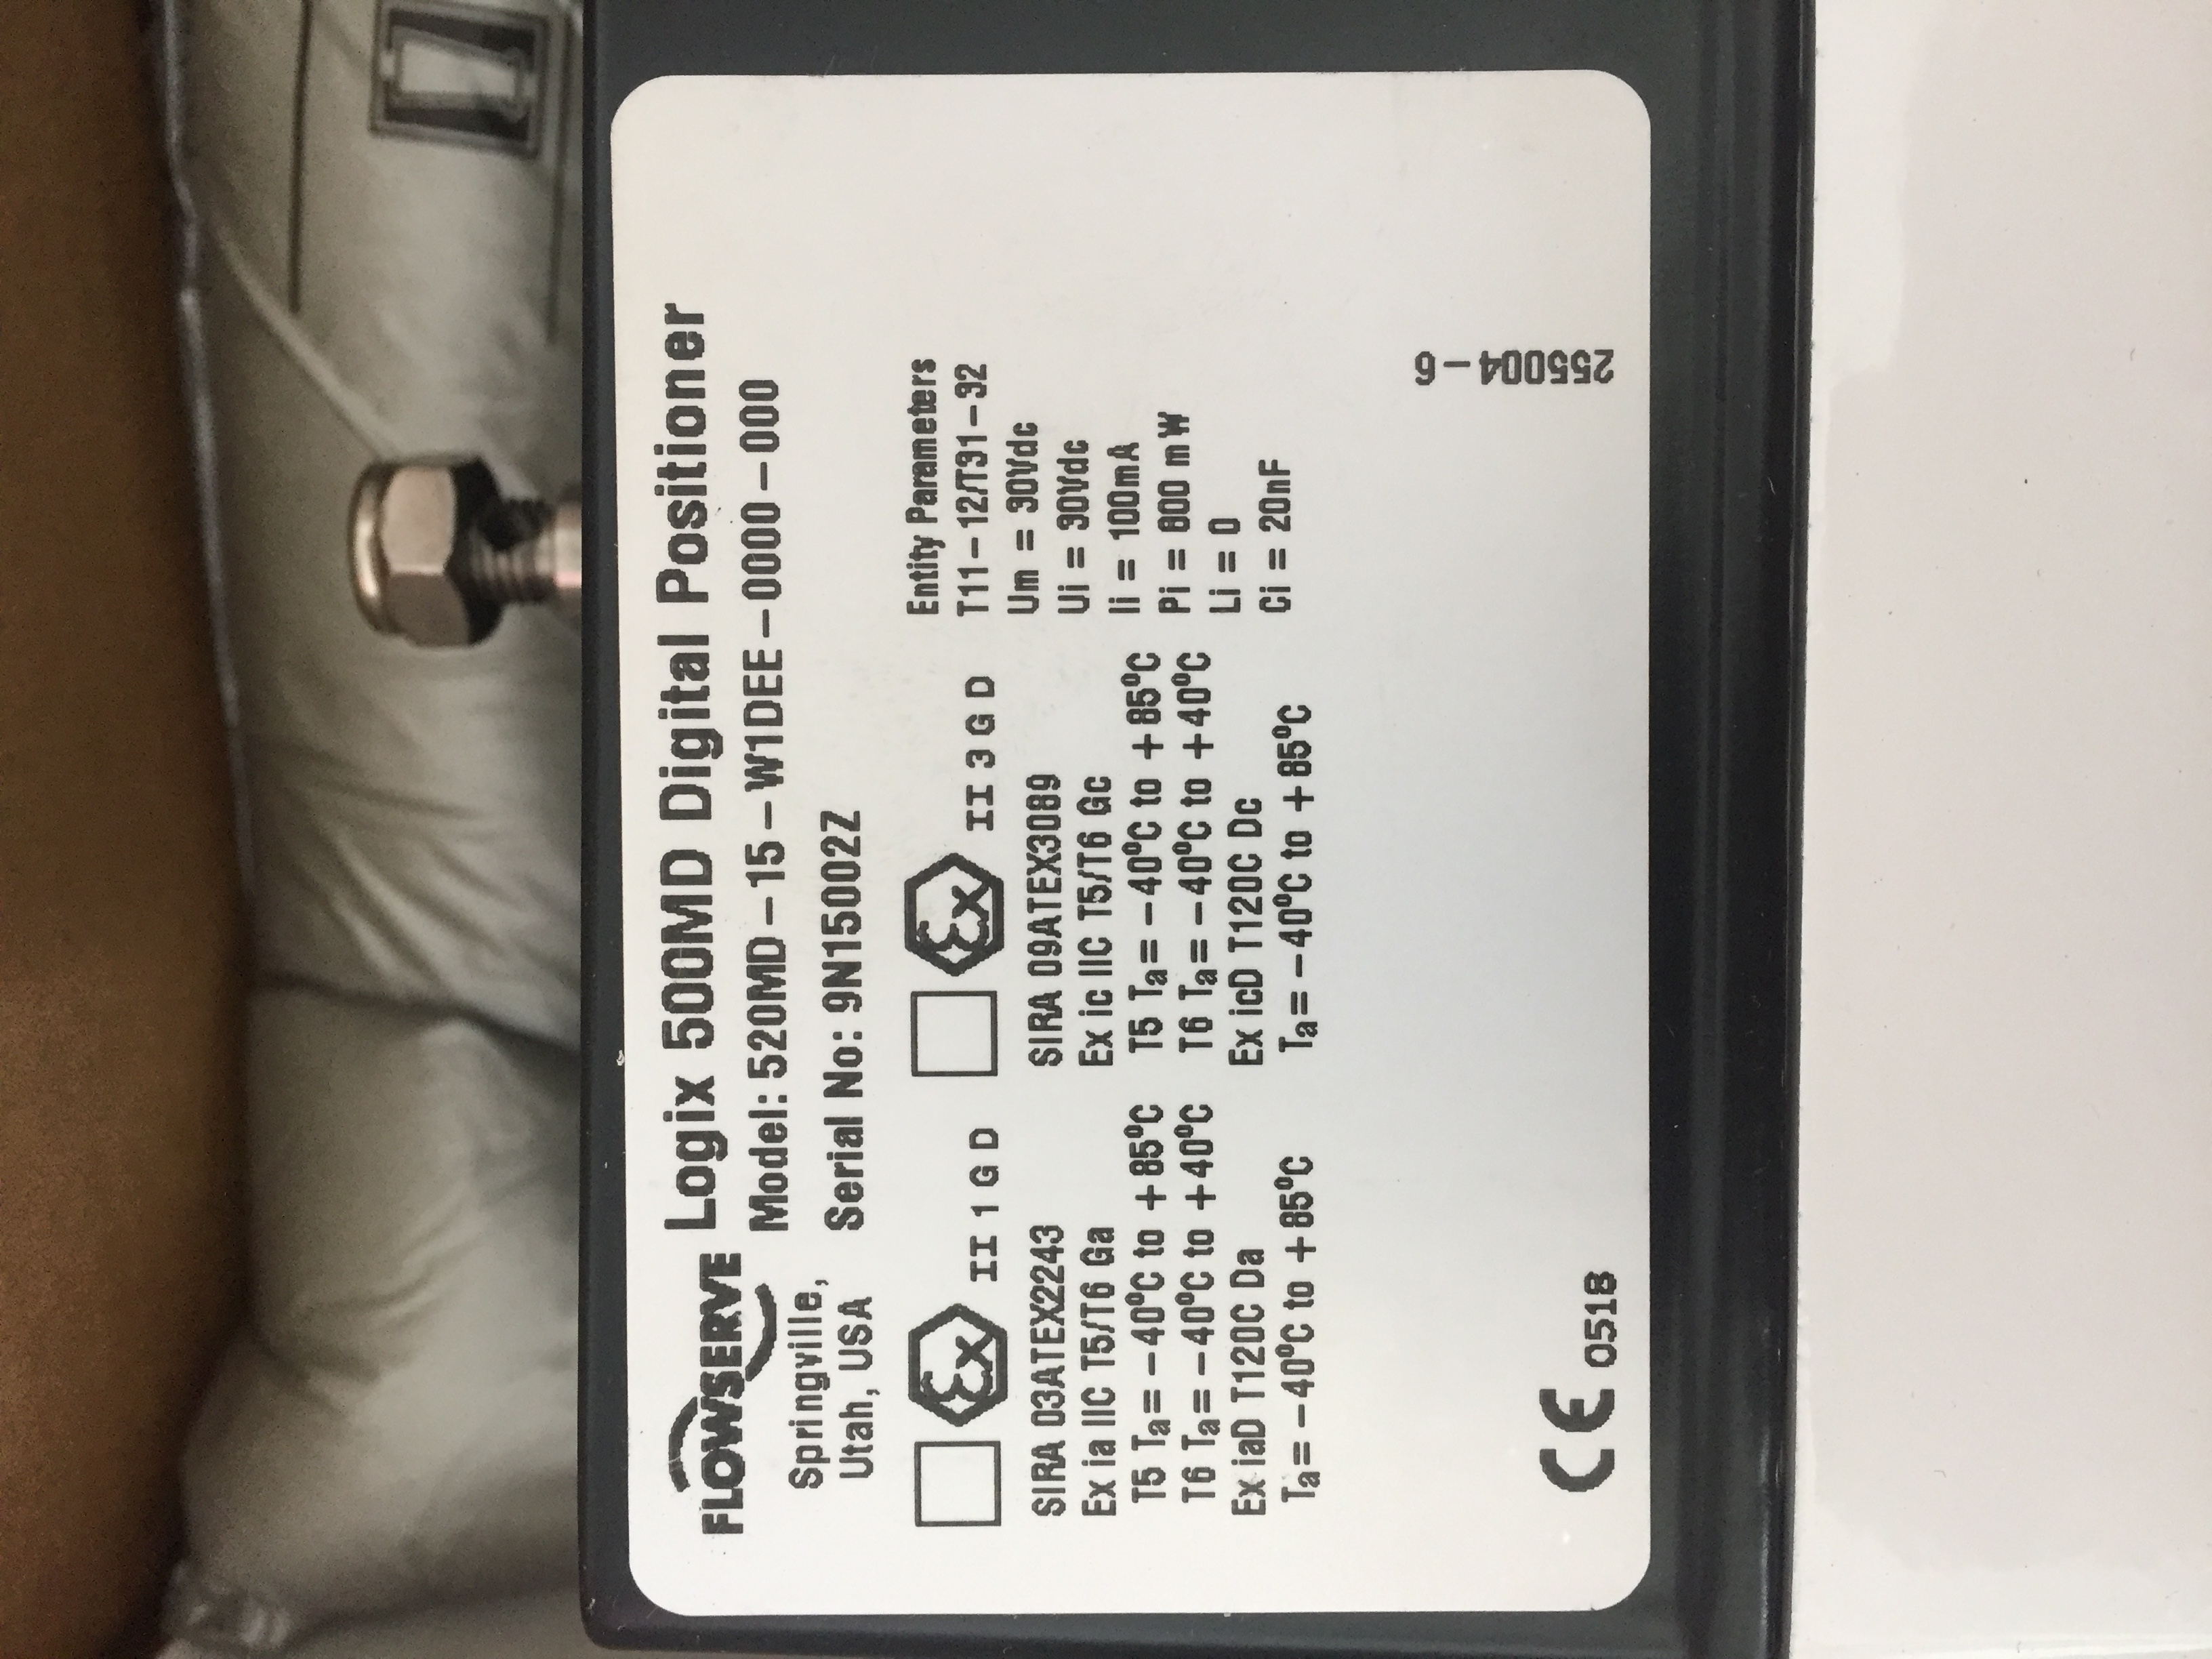 FLOWSERVE
Springville,
Utah, USA
Logix 500MD Digital Positioner
Model: 520MD-15-W1DEE-0000-000
Serial No: 9N15002Z
Ex II 1 G D
SIRA 03ATEX2243
Ex ia IIC T5/T6 Ga
T5 Ta= -40°C to +85°C
T6 Ta= -40°C to +40°C
Ex iaD T120C Da
Ta= -40°C to +85°C
Ex II 3 G D
SIRA 09ATEX3089
Ex ic IIC T5/T6 Gc
T5 Ta= -40°C to +85°C
T6 Ta= -40°C to +40°C
Ex icD T120C Dc
Ta= -40°C to +85°C
Entity Parameters
T11-12/T31-32
Um = 30Vdc
Ui = 30Vdc
Ii = 100mA
Pi = 800 mW
Li = 0
Ci = 20nF
CE 0518
255004-6